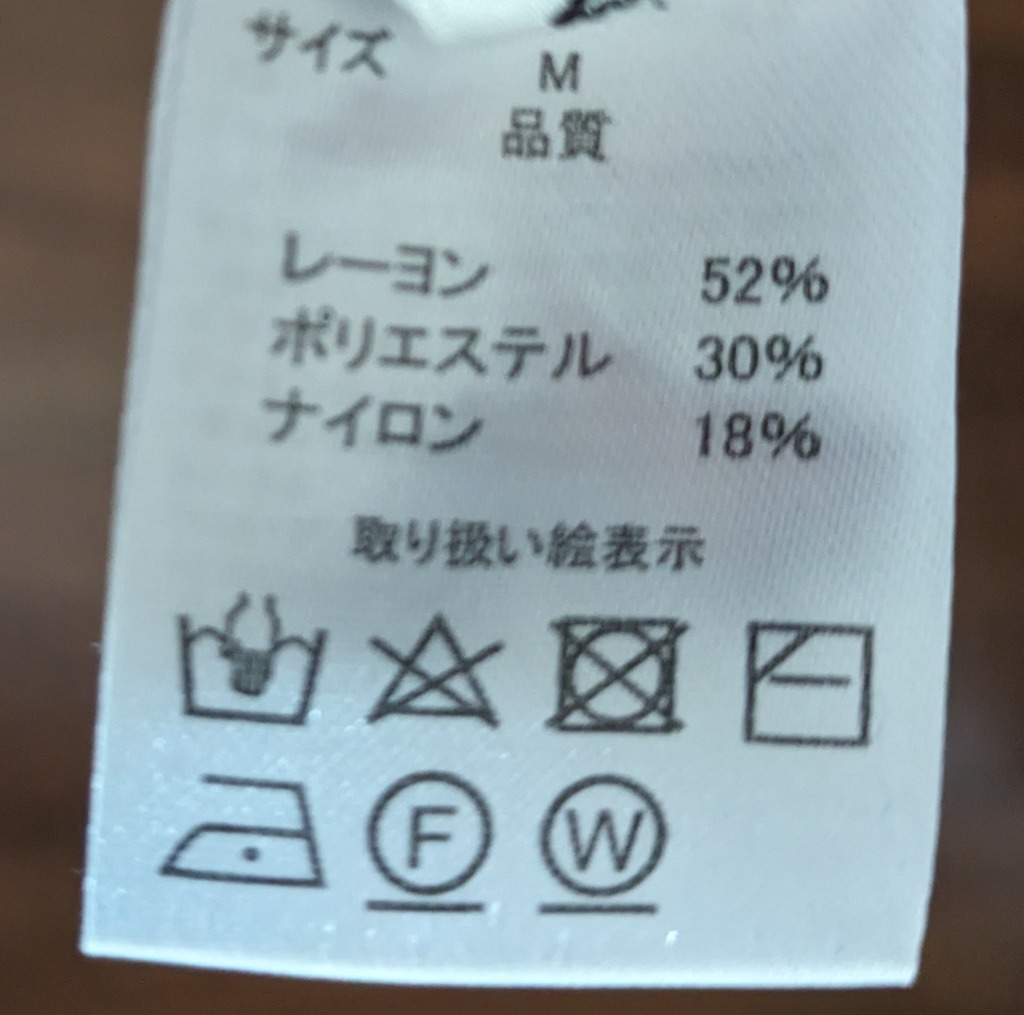 サイズ
M
品質
レーヨン 52%
ポリエステル 30%
ナイロン 18%
取り扱い絵表示
F W